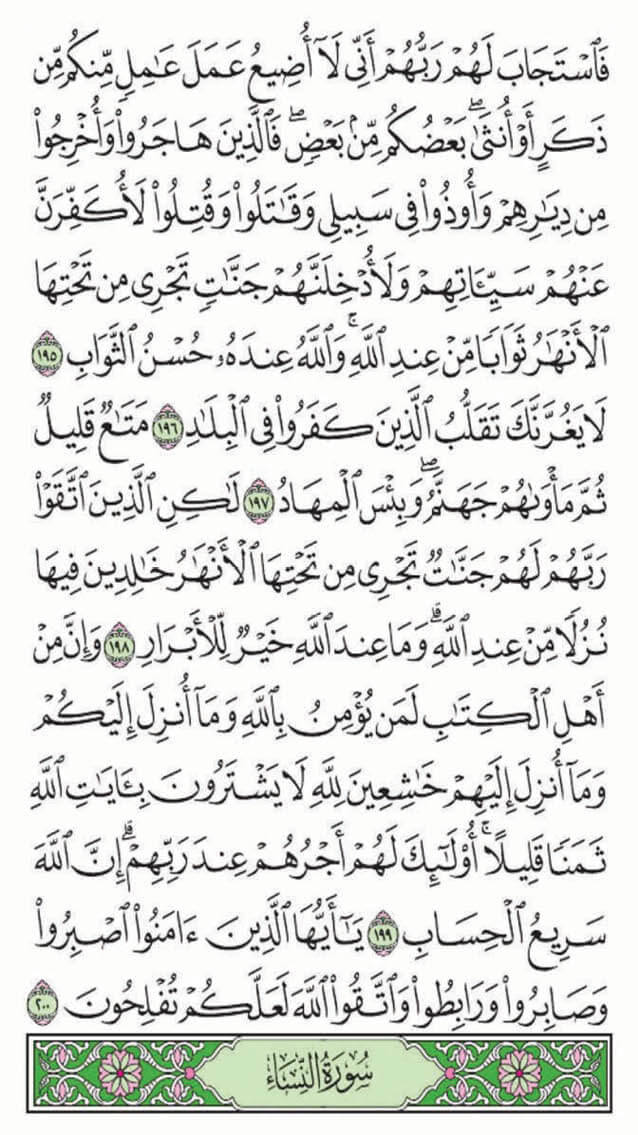 فَٱسْتَجَابَ لَهُمْ رَبُّهُمْ أَنِّى لَآ أُضِيعُ عَمَلَ عَٰمِلٍ مِّنكُم مِّن
ذَكَرٍ أَوْ أُنثَىٰۖ بَعْضُكُم مِّنۢ بَعْضٍۖ فَٱلَّذِينَ هَاجَرُوا۟ وَأُخْرِجُوا۟
مِن دِيَٰرِهِمْ وَأُوذُوا۟ فِى سَبِيلِى وَقَٰتَلُوا۟ وَقُتِلُوا۟ لَأُكَفِّرَنَّ
عَنْهُمْ سَيِّـَٔاتِهِمْ وَلَأُدْخِلَنَّهُمْ جَنَّٰتٍ تَجْرِى مِن تَحْتِهَا
ٱلْأَنْهَٰرُ ثَوَابًا مِّنْ عِندِ ٱللَّهِۚ وَٱللَّهُ عِندَهُۥ حُسْنُ ٱلثَّوَابِ ١٩٥
لَا يَغُرَّنَّكَ تَقَلُّبُ ٱلَّذِينَ كَفَرُوا۟ فِى ٱلْبِلَٰدِ ١٩٦ مَتَٰعٌ قَلِيلٌ
ثُمَّ مَأْوَىٰهُمْ جَهَنَّمُۖ وَبِئْسَ ٱلْمِهَادُ ١٩٧ لَٰكِنِ ٱلَّذِينَ ٱتَّقَوْا۟
رَبَّهُمْ لَهُمْ جَنَّٰتٌ تَجْرِى مِن تَحْتِهَا ٱلْأَنْهَٰرُ خَٰلِدِينَ فِيهَا
نُزُلًا مِّنْ عِندِ ٱللَّهِۗ وَمَا عِندَ ٱللَّهِ خَيْرٌ لِّلْأَبْرَارِ ١٩٨ وَإِنَّ مِنْ
أَهْلِ ٱلْكِتَٰبِ لَمَن يُؤْمِنُ بِٱللَّهِ وَمَآ أُنزِلَ إِلَيْكُمْ
وَمَآ أُنزِلَ إِلَيْهِمْ خَٰشِعِينَ لِلَّهِ لَا يَشْتَرُونَ بِـَٔايَٰتِ ٱللَّهِ
ثَمَنًا قَلِيلًاۚ أُو۟لَٰٓئِكَ لَهُمْ أَجْرُهُمْ عِندَ رَبِّهِمْۗ إِنَّ ٱللَّهَ
سَرِيعُ ٱلْحِسَابِ ١٩٩ يَٰٓأَيُّهَا ٱلَّذِينَ ءَامَنُوا۟ ٱصْبِرُوا۟
وَصَابِرُوا۟ وَرَابِطُوا۟ وَٱتَّقُوا۟ ٱللَّهَ لَعَلَّكُمْ تُفْلِحُونَ ٢٠٠
سُورَةُ النِّسَاءِ